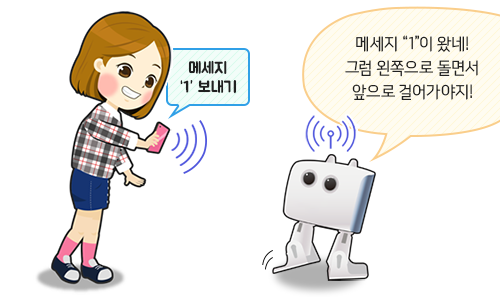 메세지
'1' 보내기
메세지 “1”이 왔네!
그럼 왼쪽으로 돌면서
앞으로 걸어가야지!